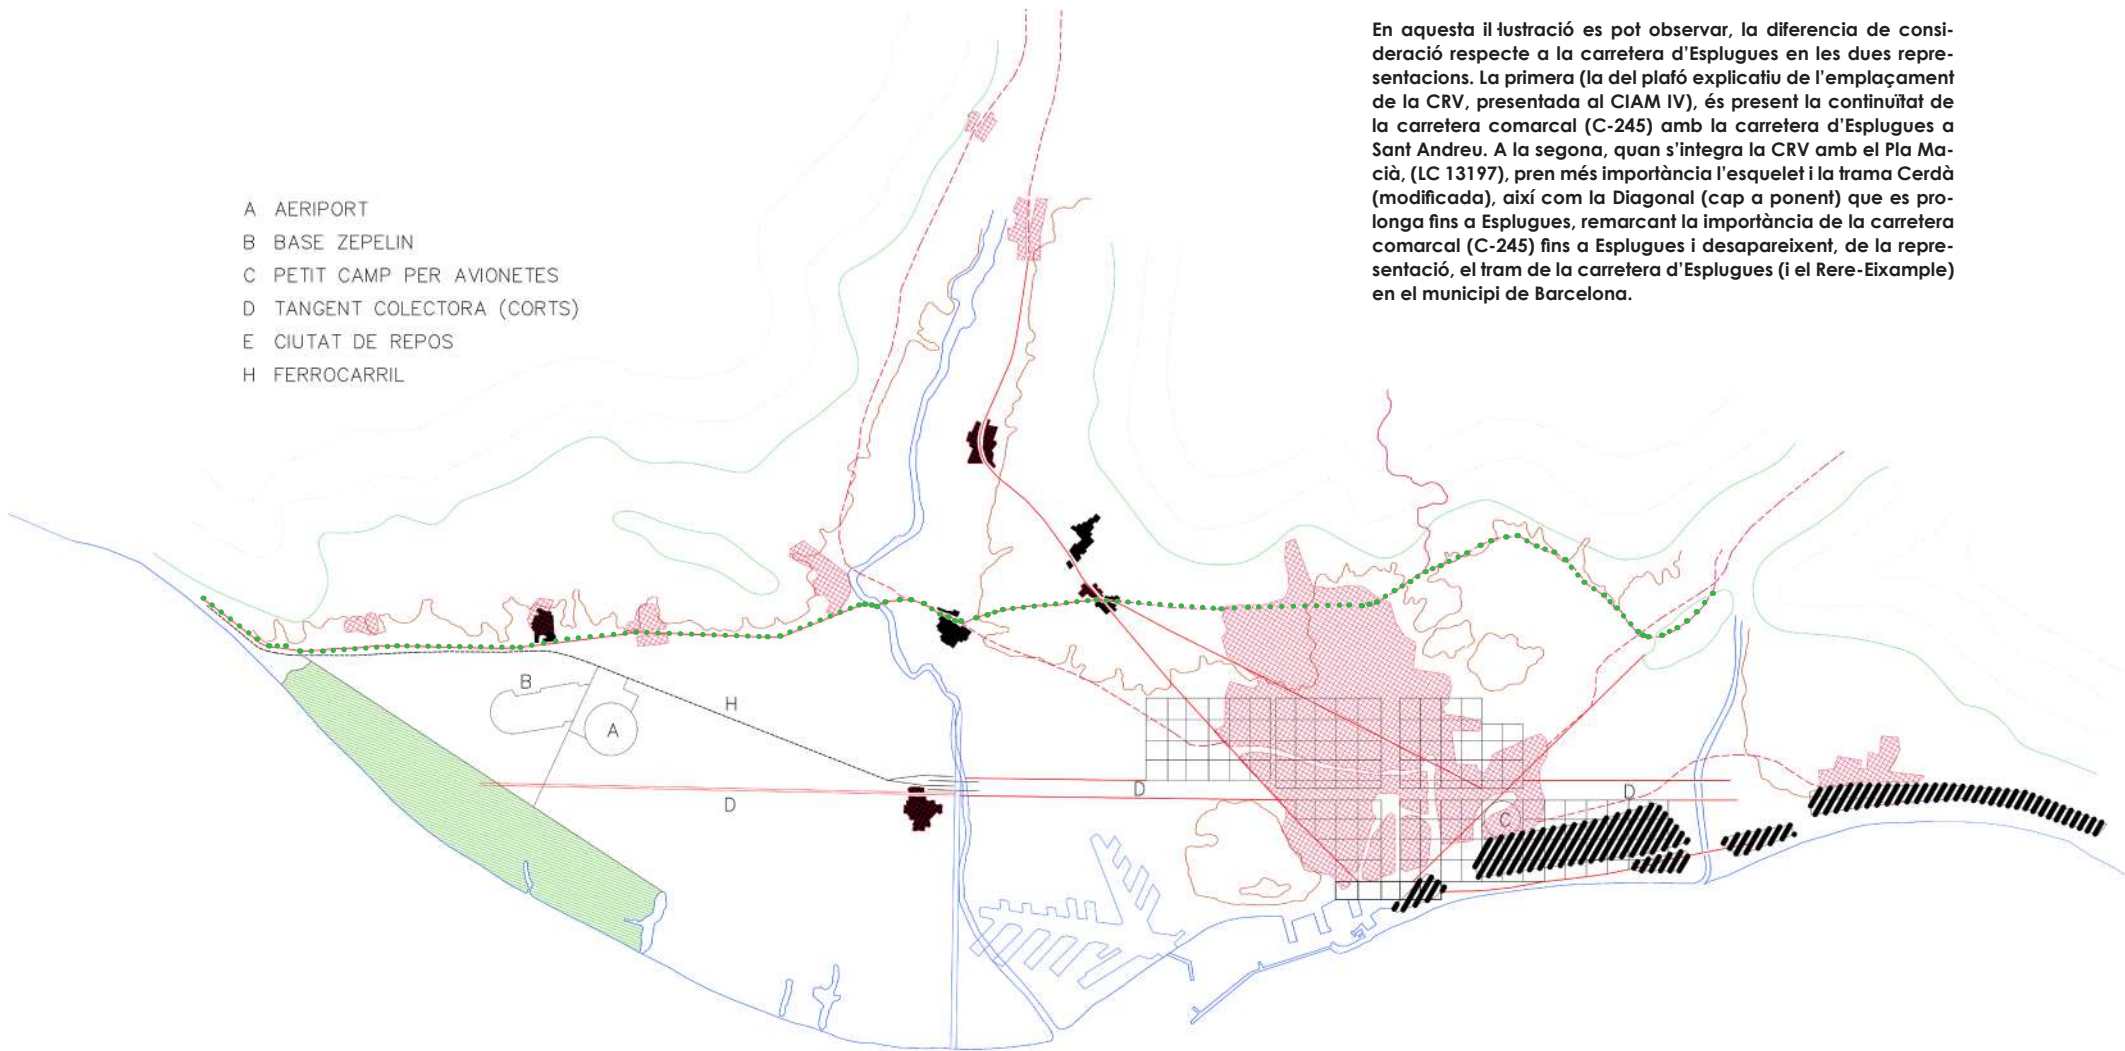 En aquesta il·lustració es pot observar, la diferencia de consi-
deració respecte a la carretera d'Esplugues en les dues repre-
sentacions. La primera (la del plafó explicatiu de l'emplaçament
de la CRV, presentada al CIAM IV), és present la continuïtat de
la carretera comarcal (C-245) amb la carretera d'Esplugues a
Sant Andreu. A la segona, quan s'integra la CRV amb el Pla Ma-
cià, (LC 13197), pren més importància l'esquelet i la trama Cerdà
(modificada), així com la Diagonal (cap a ponent) que es pro-
longa fins a Esplugues, remarcant la importància de la carretera
comarcal (C-245) fins a Esplugues i desapareixent, de la repre-
sentació, el tram de la carretera d'Esplugues (i el Rere-Eixample)
en el municipi de Barcelona.
A AERIPORT
B BASE ZEPELIN
C PETIT CAMP PER AVIONETES
D TANGENT COLECTORA (CORTS)
E CIUTAT DE REPOS
H FERROCARRIL
B
H
A
D
D
D
C